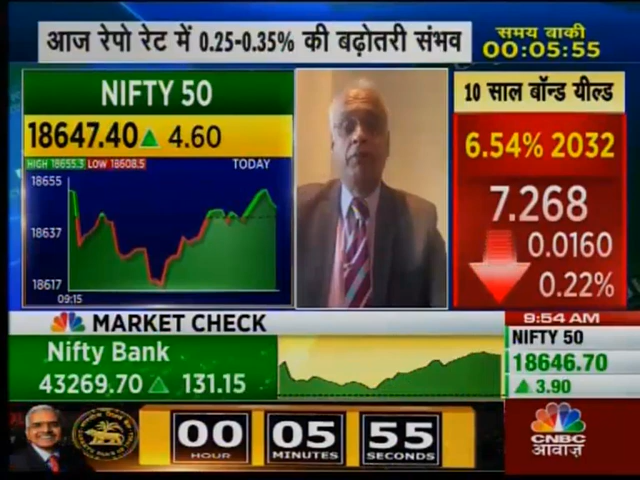 आज रेपो रेट में 0.25-0.35% की बढ़ोतरी संभव
समय बाकी
00:05:55
NIFTY 50
18647.40 4.60
HIGH 18655.3 LOW 18608.5 TODAY
18655
18637
18617
09:15
10 साल बॉन्ड यील्ड
6.54% 2032
7.268
0.0160
0.22%
MARKET CHECK
Nifty Bank
43269.70 131.15
9:54 AM
NIFTY 50
18646.70
3.90
00 05 55
HOUR MINUTES SECONDS
CNBC
आवाज़